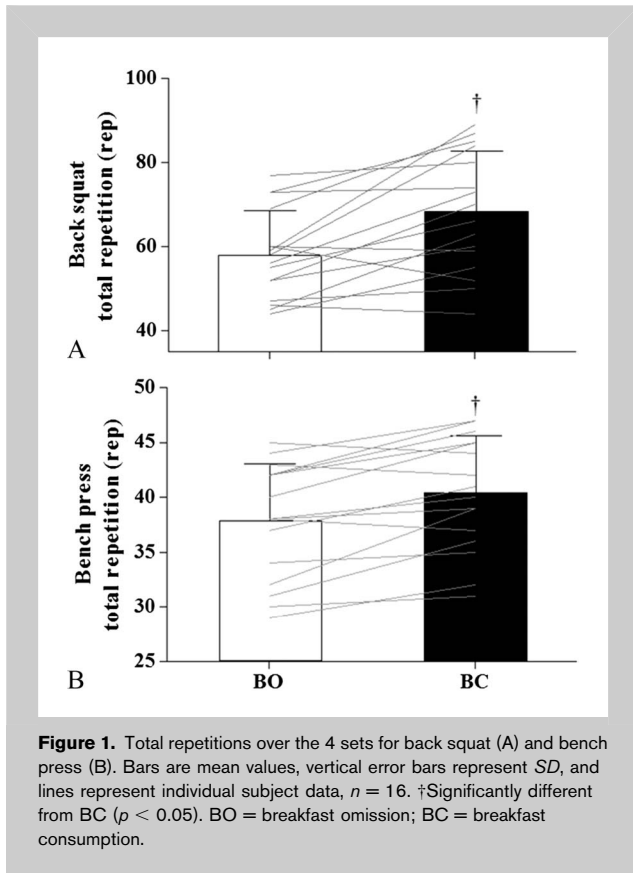 100
†
80
60
40
Back squat
total repetition (rep)
A
50
†
45
40
35
30
25
Bench press
total repetition (rep)
B
BO BC
Figure 1. Total repetitions over the 4 sets for back squat (A) and bench
press (B). Bars are mean values, vertical error bars represent SD, and
lines represent individual subject data, n = 16. †Significantly different
from BC (p < 0.05). BO = breakfast omission; BC = breakfast
consumption.